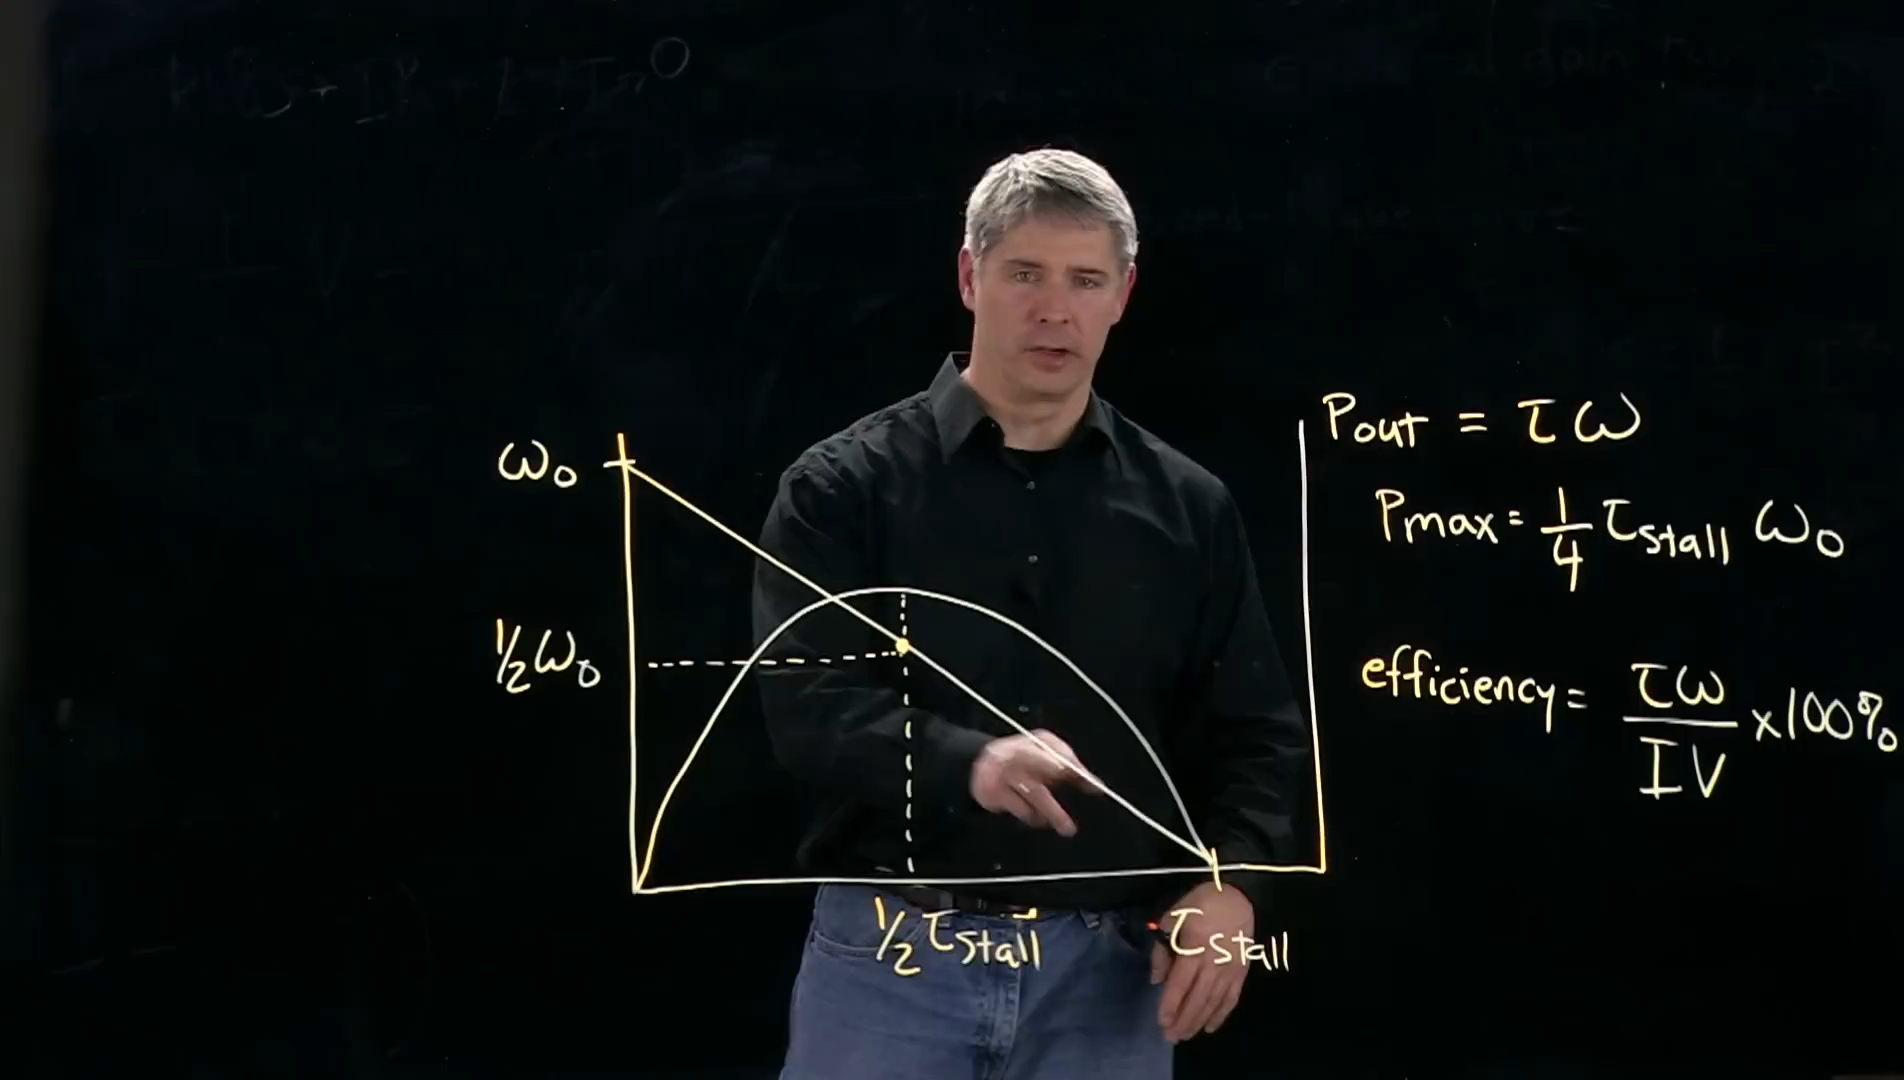 ω₀
½ω₀
½ τstall
τstall
Pout = τω
Pmax = 1/4 τstall ω₀
efficiency = τω/IV x100%